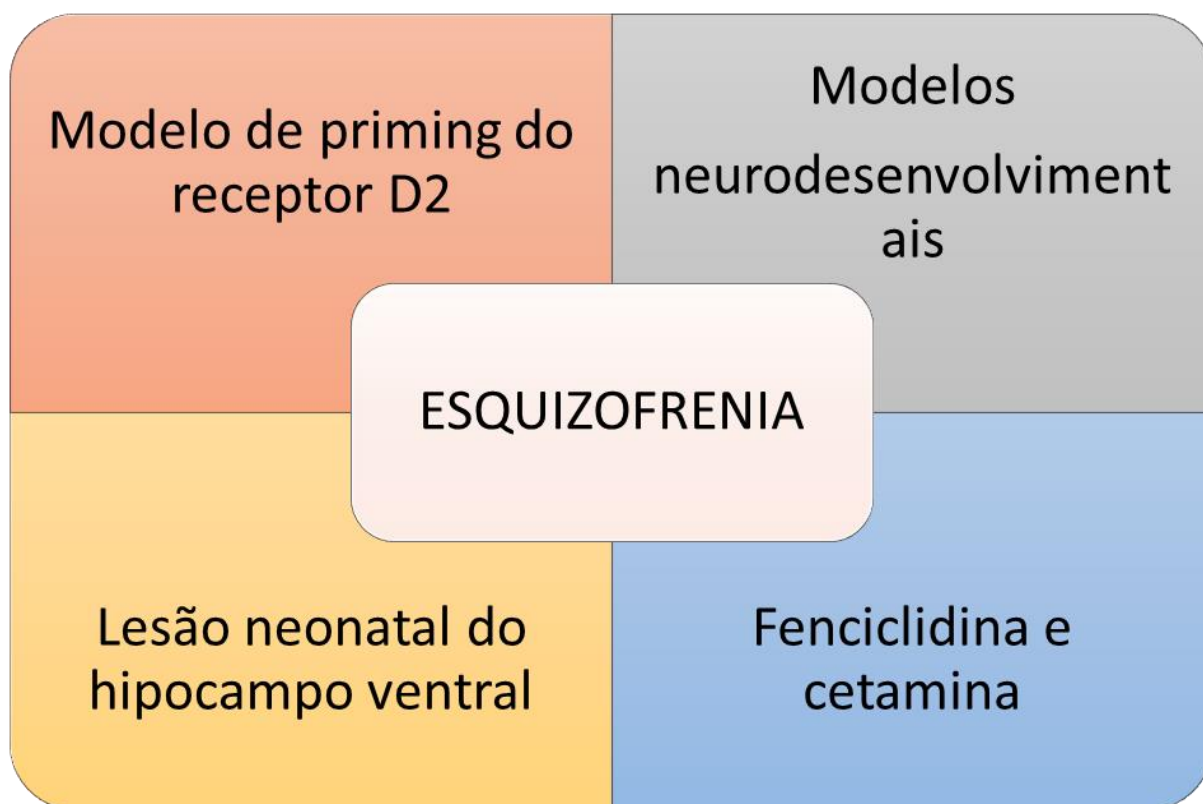 Modelo de priming do
receptor D2
Modelos
neurodesenvolviment
ais
ESQUIZOFRENIA
Lesão neonatal do
hipocampo ventral
Fenciclidina e
cetamina